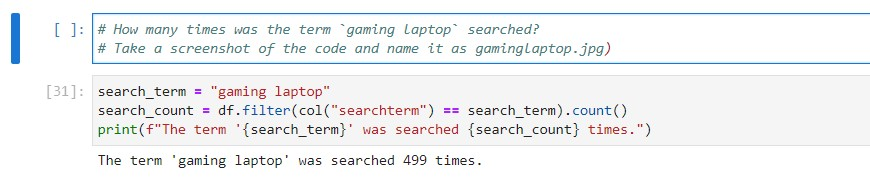 [ ]: # How many times was the term `gaming laptop` searched?
# Take a screenshot of the code and name it as gaminglaptop.jpg)
[31]: search_term = "gaming laptop"
search_count = df.filter(col("searchterm") == search_term).count()
print(f"The term '{search_term}' was searched {search_count} times.")
The term 'gaming laptop' was searched 499 times.